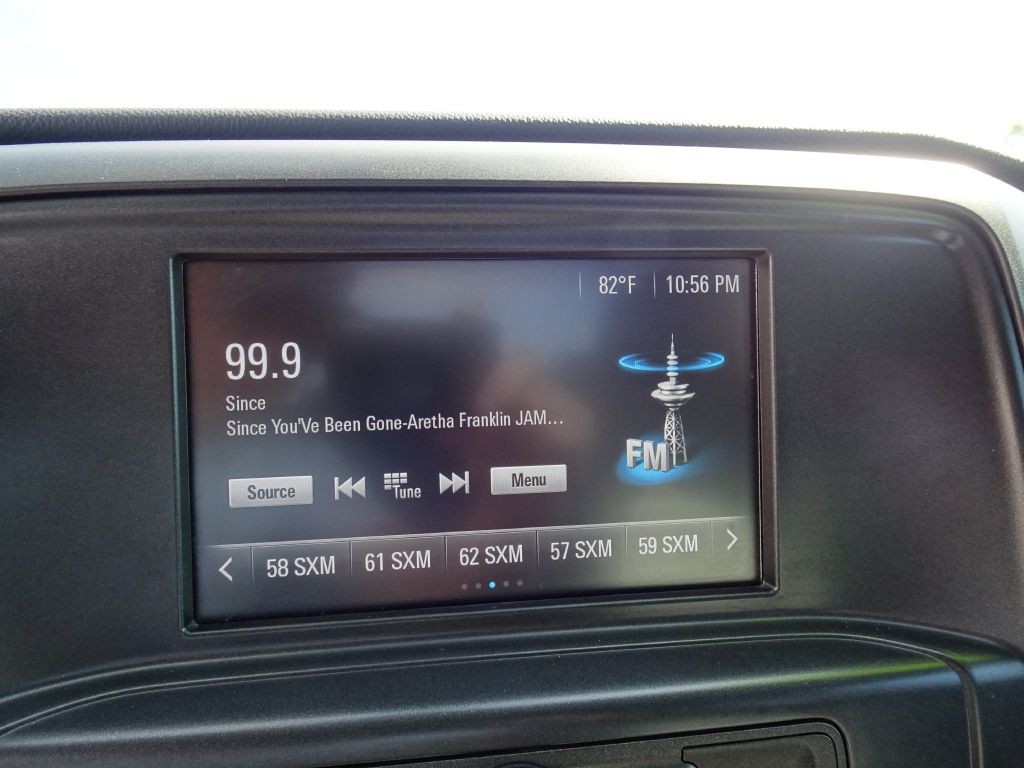 82°F 10:56 PM
99.9
Since
Since You'Ve Been Gone-Aretha Franklin JAM...
FM
Source Tune Menu
58 SXM 61 SXM 62 SXM 57 SXM 59 SXM